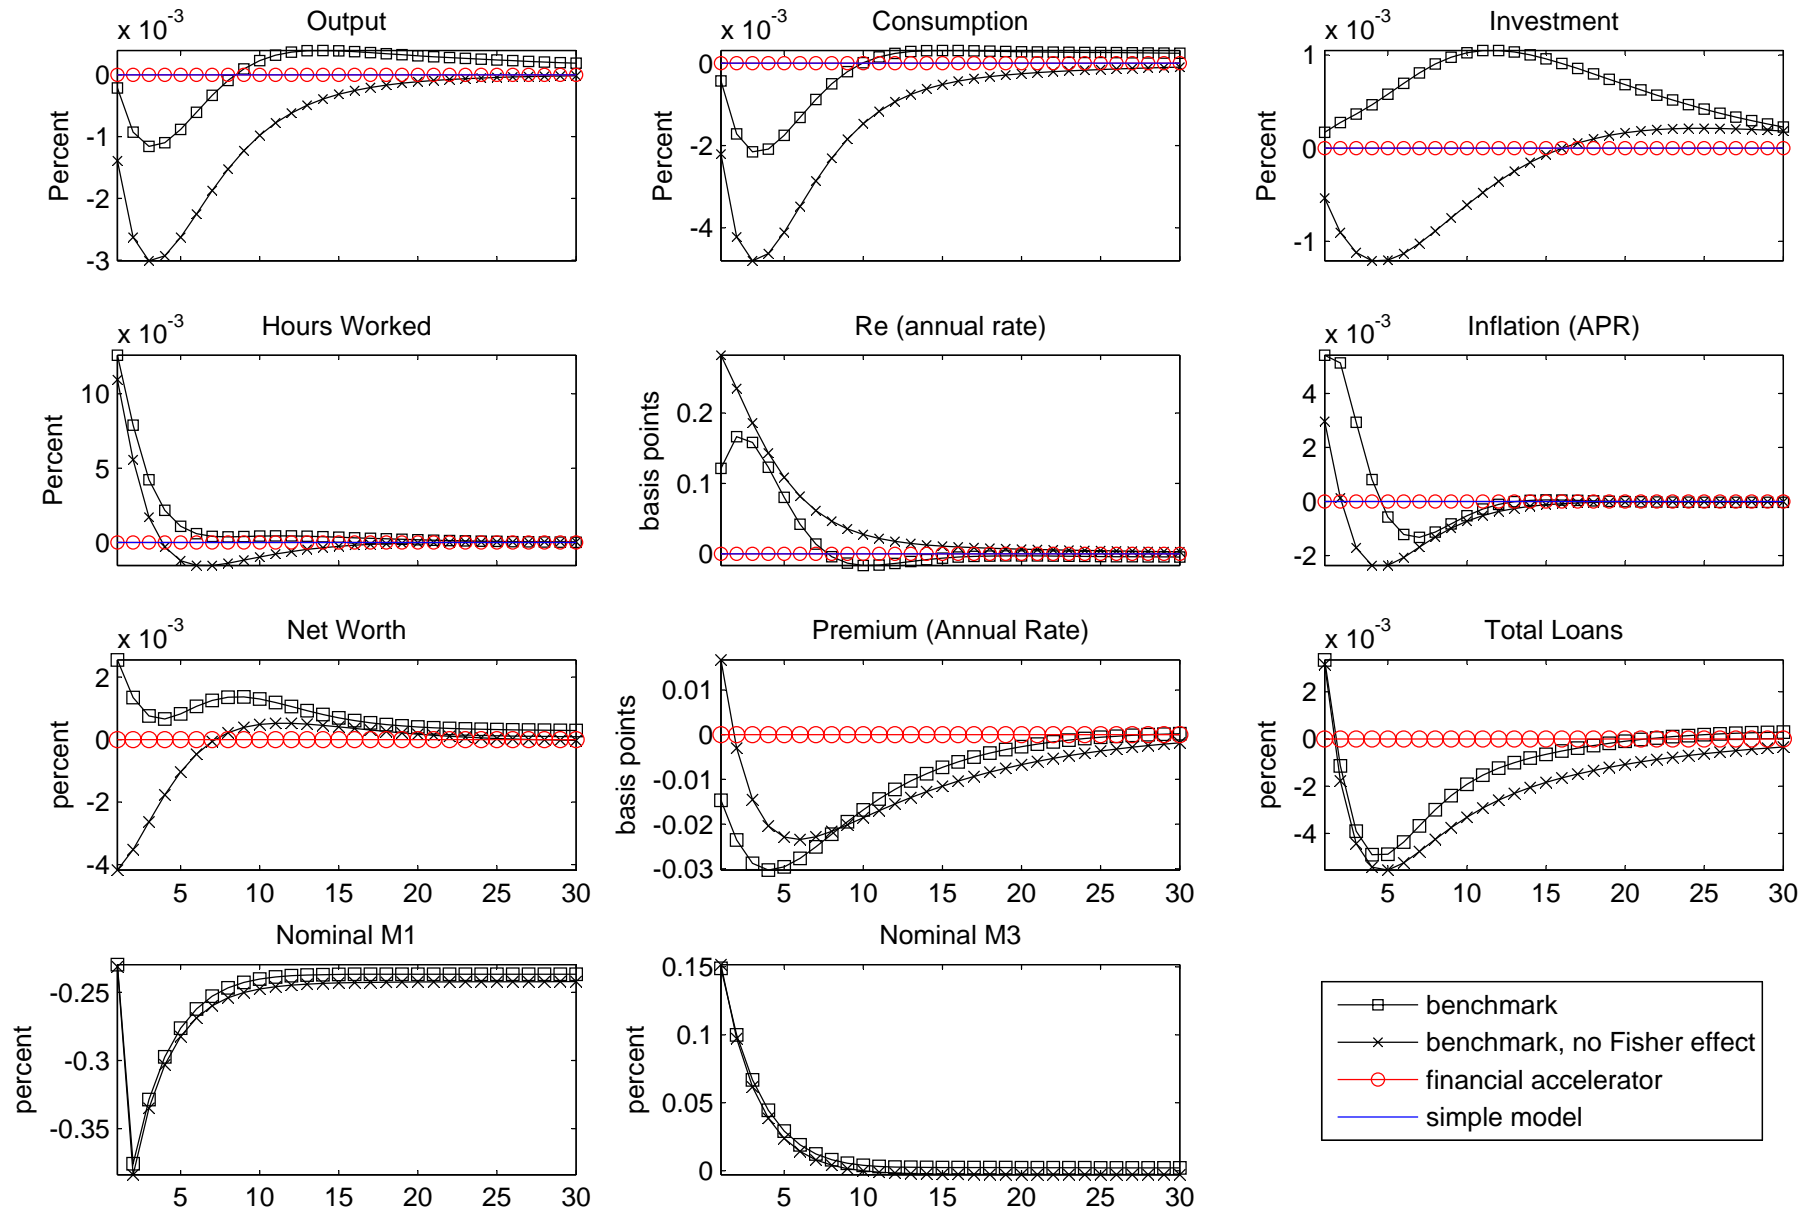 x 10-3
Output
x 10-3
Consumption
x 10-3
Investment
Percent
0
-1
-2
-3
Percent
0
-2
-4
Percent
1
0
-1
x 10-3
Hours Worked
Re (annual rate)
x 10-3
Inflation (APR)
Percent
10
5
0
basis points
0.2
0.1
0
4
2
0
-2
x 10-3
Net Worth
Premium (Annual Rate)
x 10-3
Total Loans
percent
2
0
-2
-4
5 10 15 20 25 30
basis points
0.01
0
-0.01
-0.02
-0.03
5 10 15 20 25 30
percent
2
0
-2
-4
5 10 15 20 25 30
Nominal M1
Nominal M3
percent
-0.25
-0.3
-0.35
5 10 15 20 25 30
percent
0.15
0.1
0.05
0
5 10 15 20 25 30
benchmark
benchmark, no Fisher effect
financial accelerator
simple model